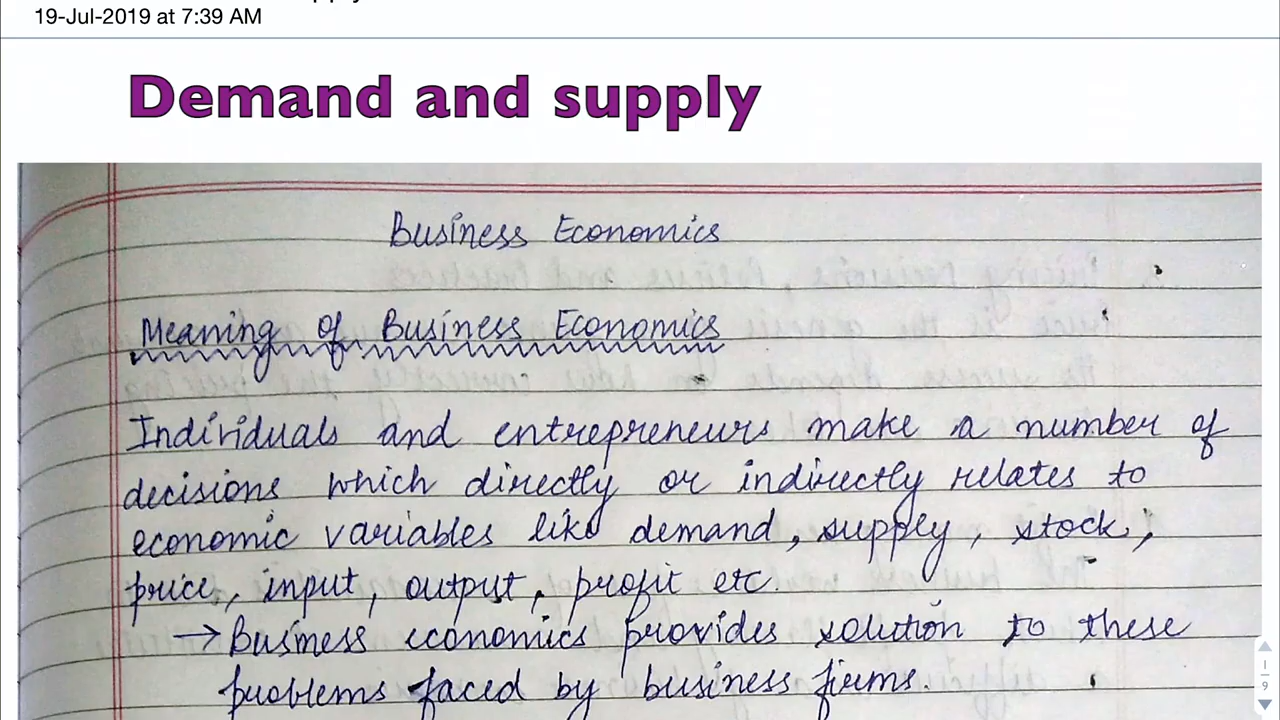 19-Jul-2019 at 7:39 AM
Demand and supply
Business Economics
Meaning of Business Economics
Individuals and entrepreneurs make a number of
decisions which directly or indirectly relates to
economic variables like demand, supply, stock,
price, input, output, profit etc.
→ Business economics provides solution to these
problems faced by business firms.
1
9